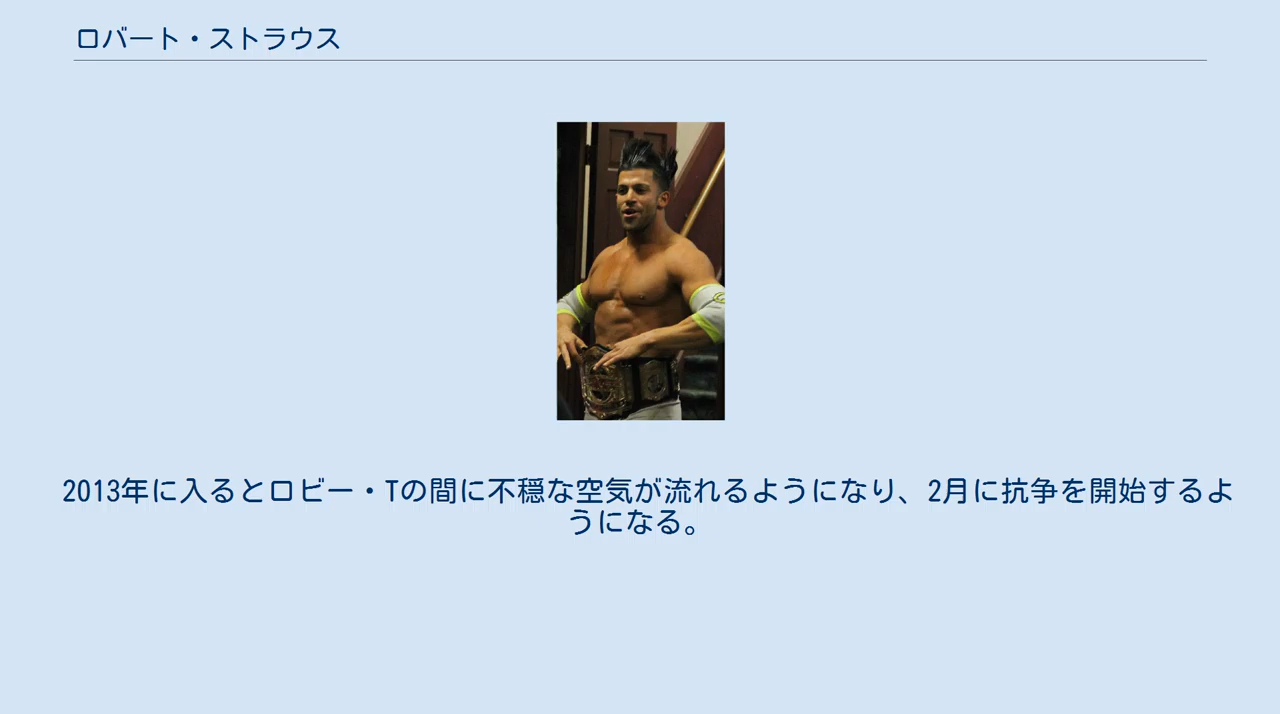 ロバート・ストラウス
2013年に入るとロビー・Tの間に不穏な空気が流れるようになり、2月に抗争を開始するよ
うになる。